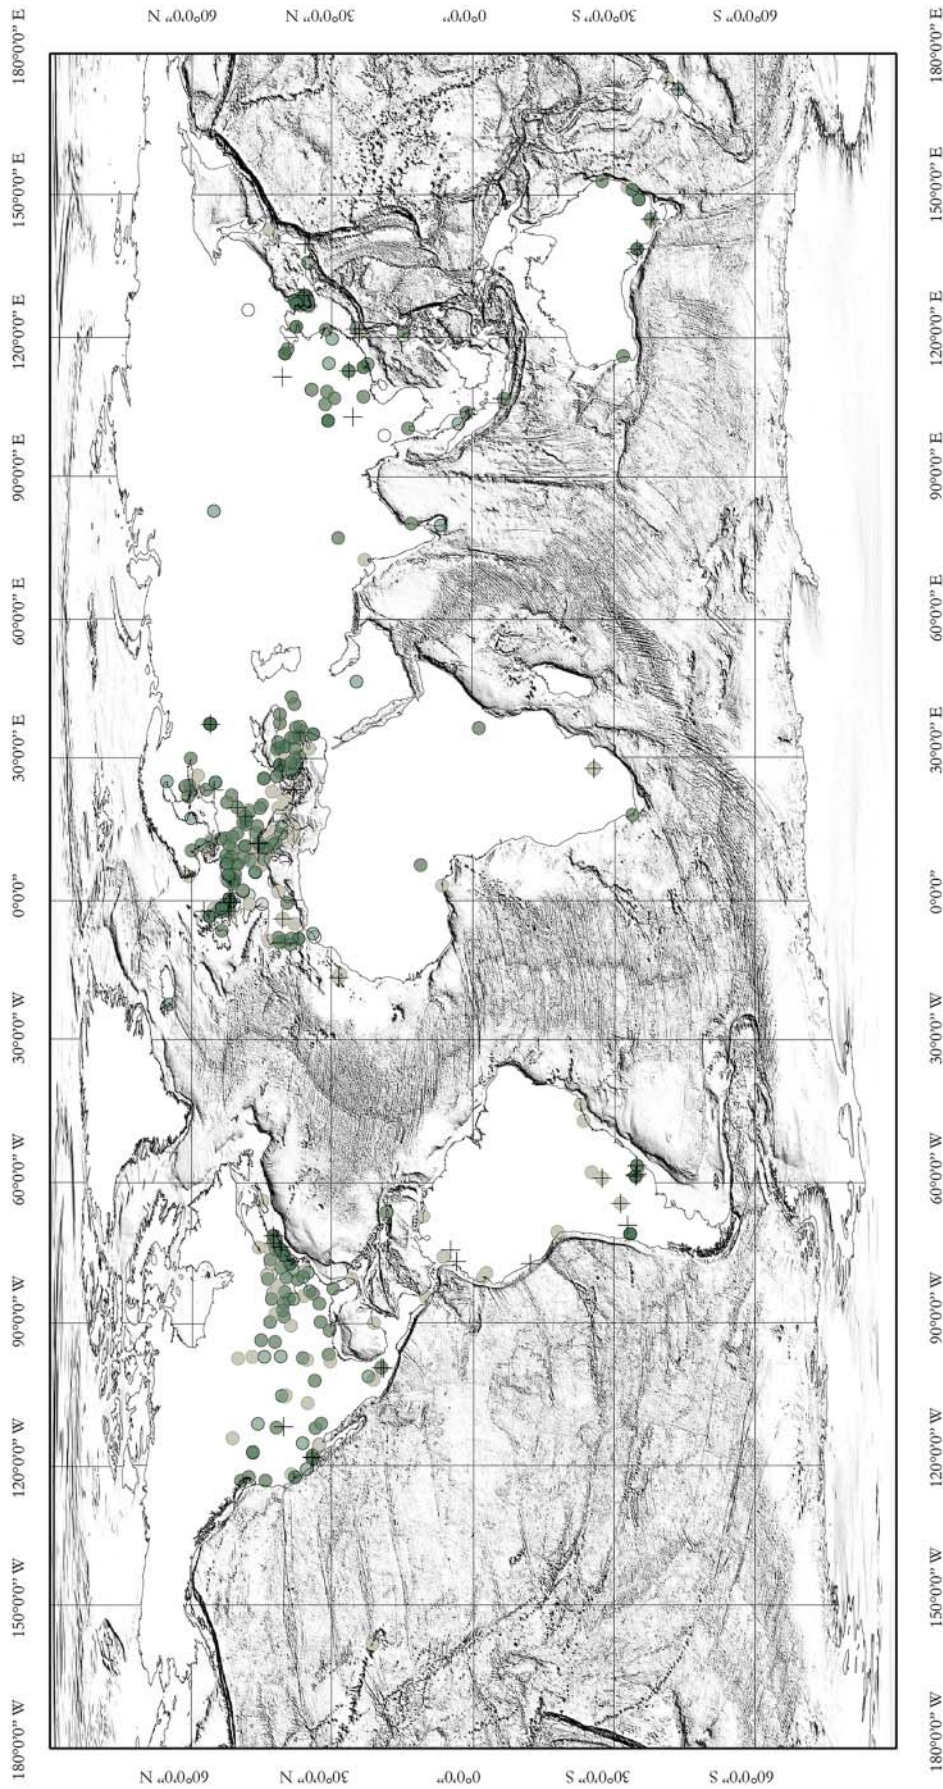 180°0'0" W
150°0'0" W
120°0'0" W
90°0'0" W
60°0'0" W
30°0'0" W
0°0'0"
30°0'0" E
60°0'0" E
90°0'0" E
120°0'0" E
150°0'0" E
180°0'0" E
60°0'0" N
30°0'0" N
0°0'0"
30°0'0" S
60°0'0" S
60°0'0" N
30°0'0" N
0°0'0"
30°0'0" S
60°0'0" S
180°0'0" W
150°0'0" W
120°0'0" W
90°0'0" W
60°0'0" W
30°0'0" W
0°0'0"
30°0'0" E
60°0'0" E
90°0'0" E
120°0'0" E
150°0'0" E
180°0'0" E